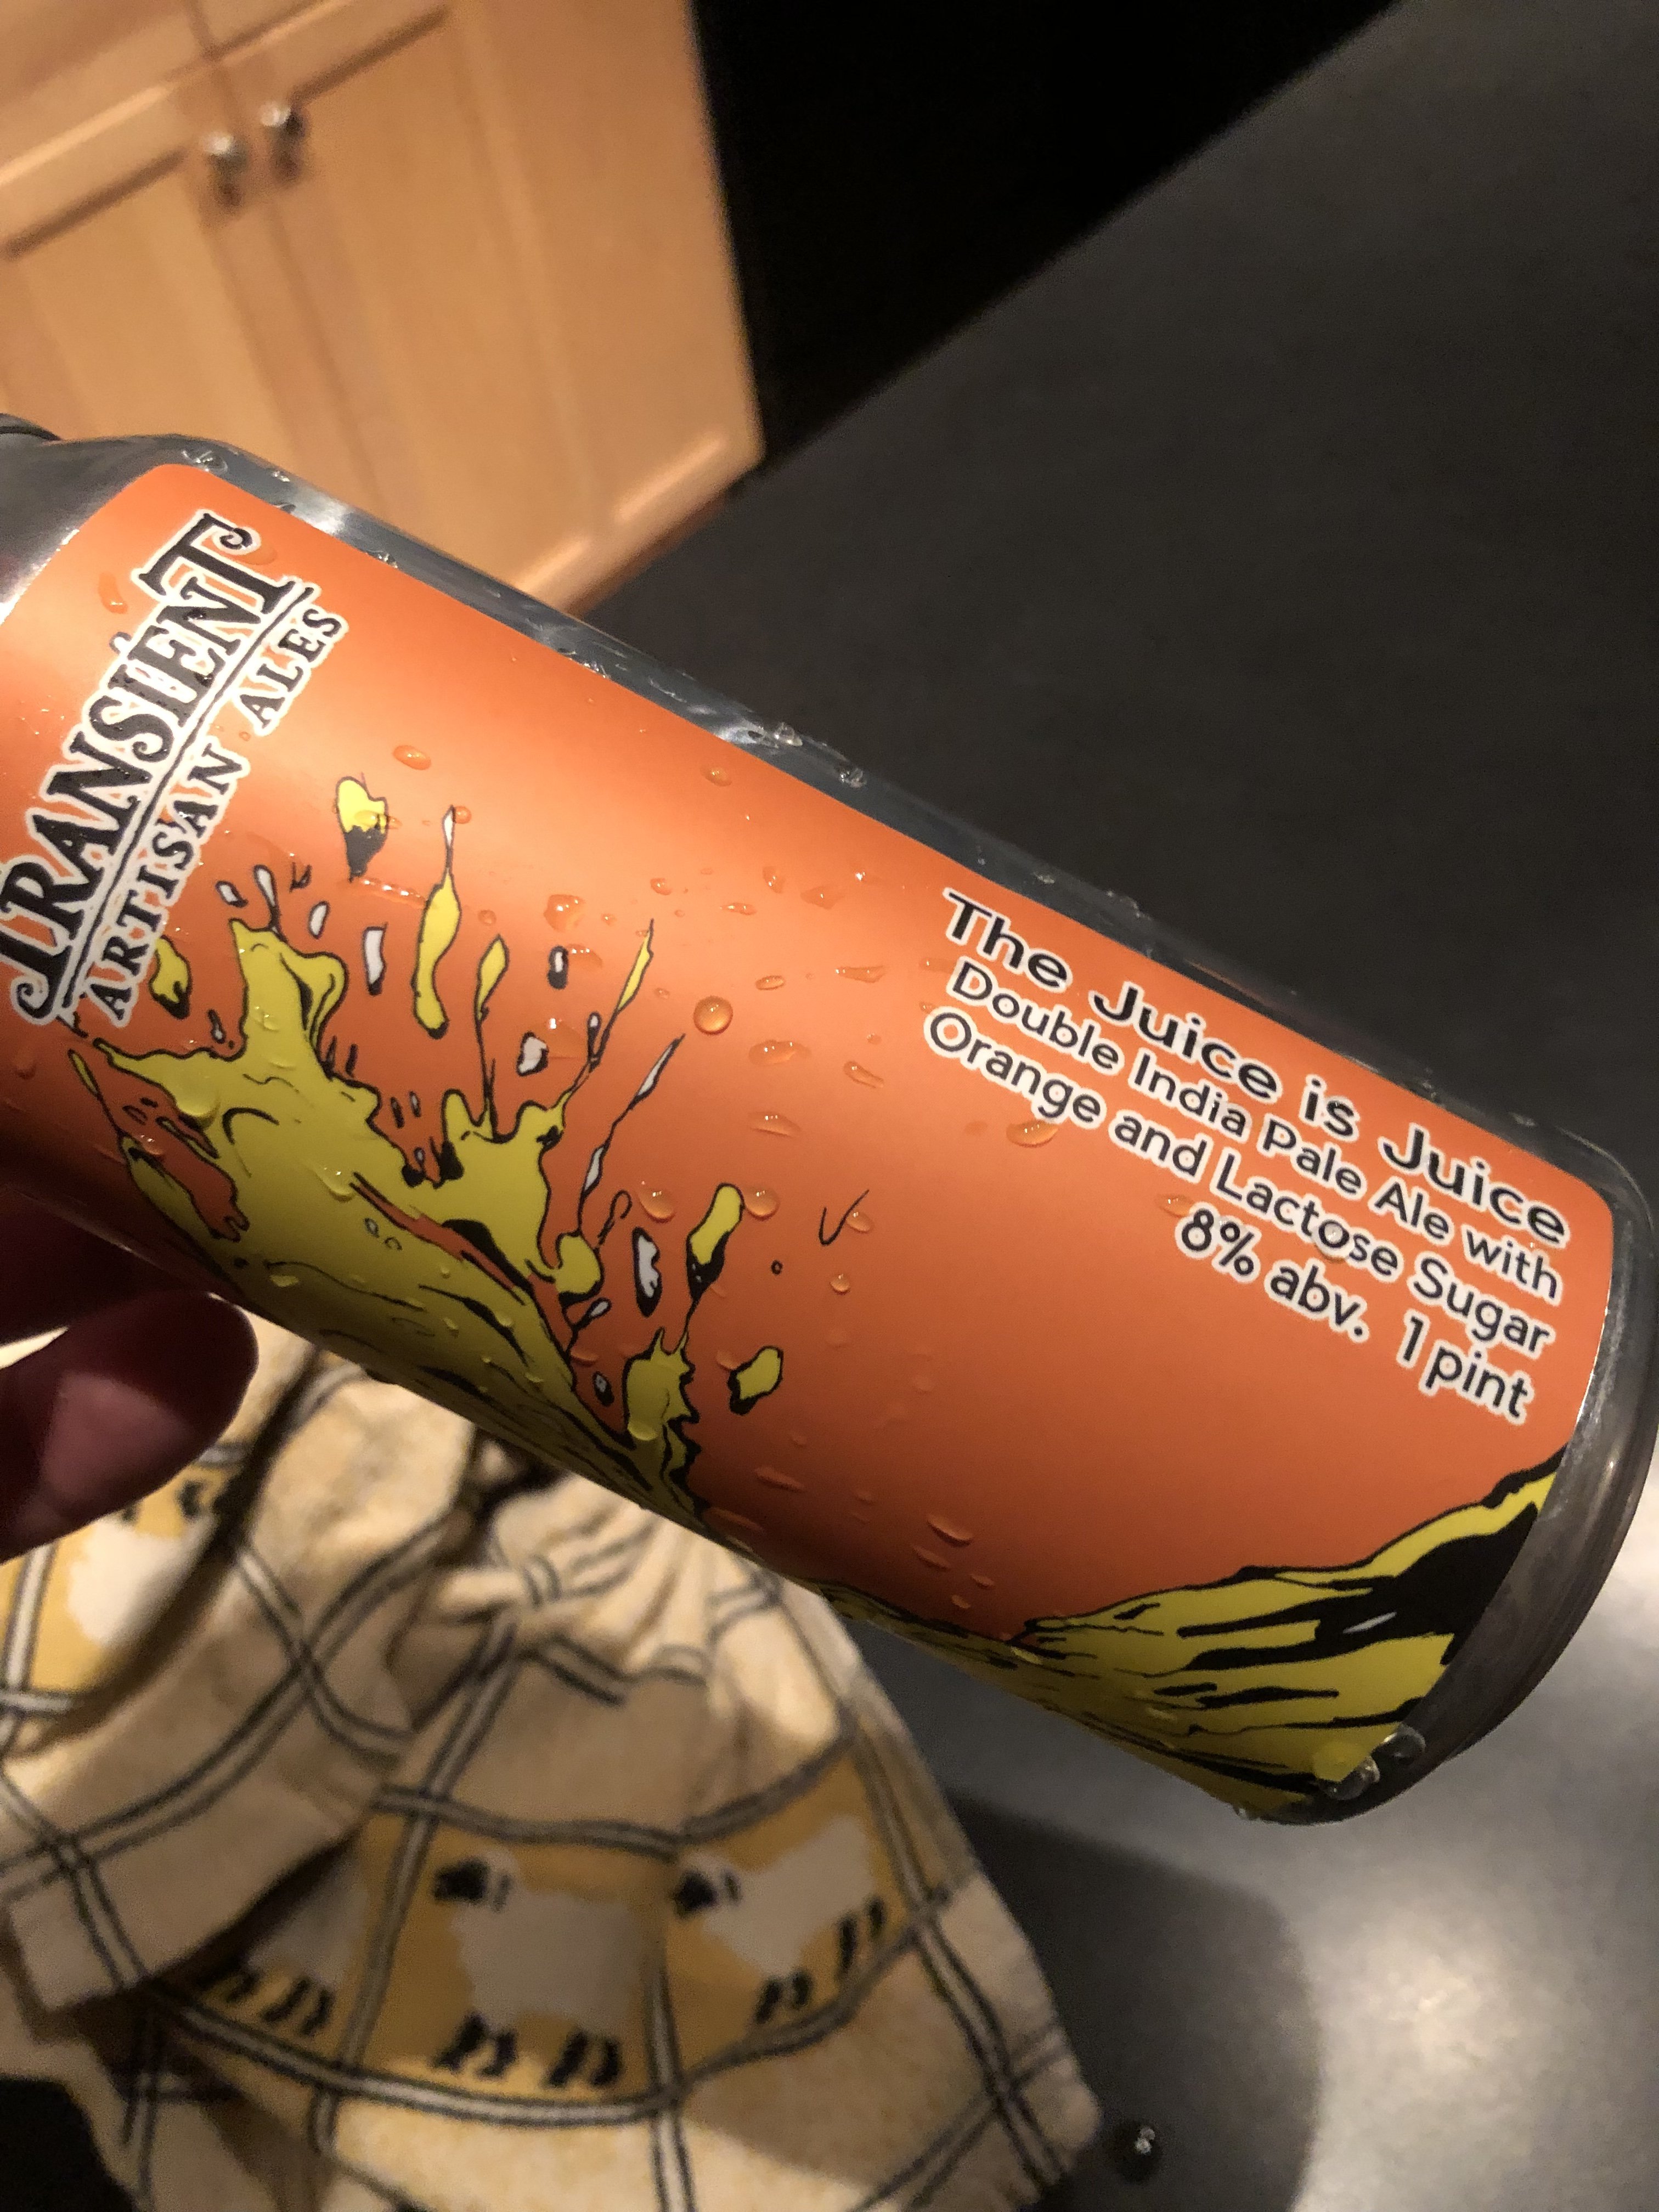 TRANSIENT
ARTISAN ALES
The Juice is Juice
Double India Pale Ale with
Orange and Lactose Sugar
8% abv. 1 pint